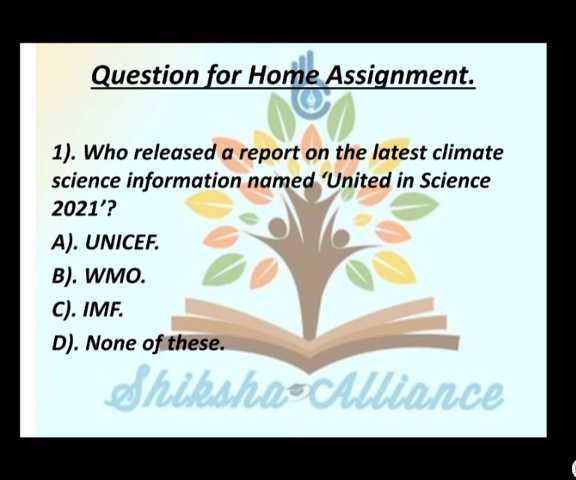 Question for Home Assignment.
1). Who released a report on the latest climate
science information named ‘United in Science
2021’?
A). UNICEF.
B). WMO.
C). IMF.
D). None of these.
Shiksha Alliance